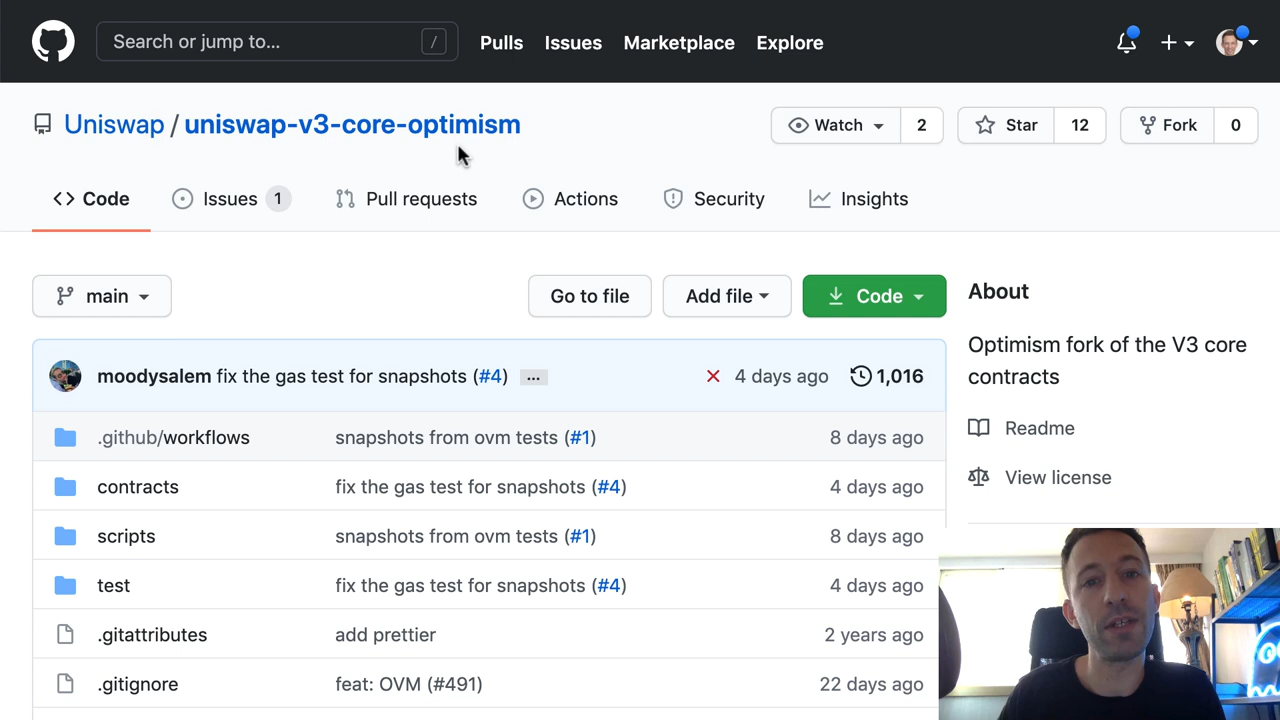 Search or jump to... /
Pulls Issues Marketplace Explore
Uniswap / uniswap-v3-core-optimism
Watch 2 Star 12 Fork 0
Code Issues 1 Pull requests Actions Security Insights
main Go to file Add file Code
moodysalem fix the gas test for snapshots (#4) ... 4 days ago 1,016
.github/workflows snapshots from ovm tests (#1) 8 days ago
contracts fix the gas test for snapshots (#4) 4 days ago
scripts snapshots from ovm tests (#1) 8 days ago
test fix the gas test for snapshots (#4) 4 days ago
.gitattributes add prettier 2 years ago
.gitignore feat: OVM (#491) 22 days ago
About
Optimism fork of the V3 core
contracts
Readme
View license